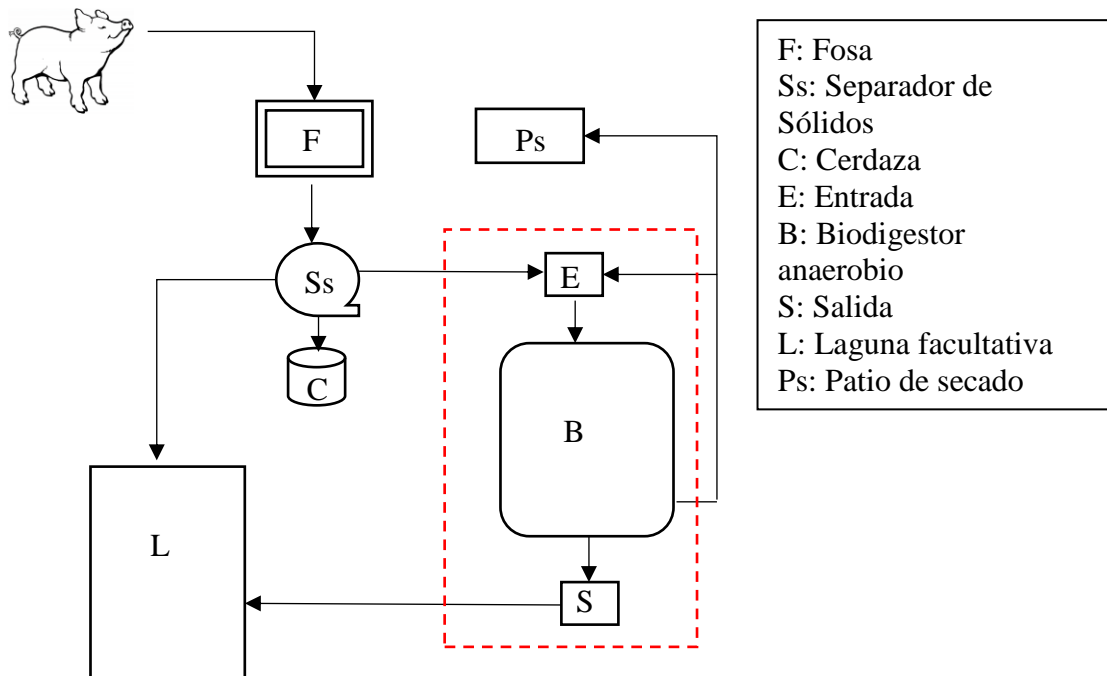 F
Ps
Ss
E
C
B
L
S
F: Fosa
Ss: Separador de
Sólidos
C: Cerdaza
E: Entrada
B: Biodigestor
anaerobio
S: Salida
L: Laguna facultativa
Ps: Patio de secado